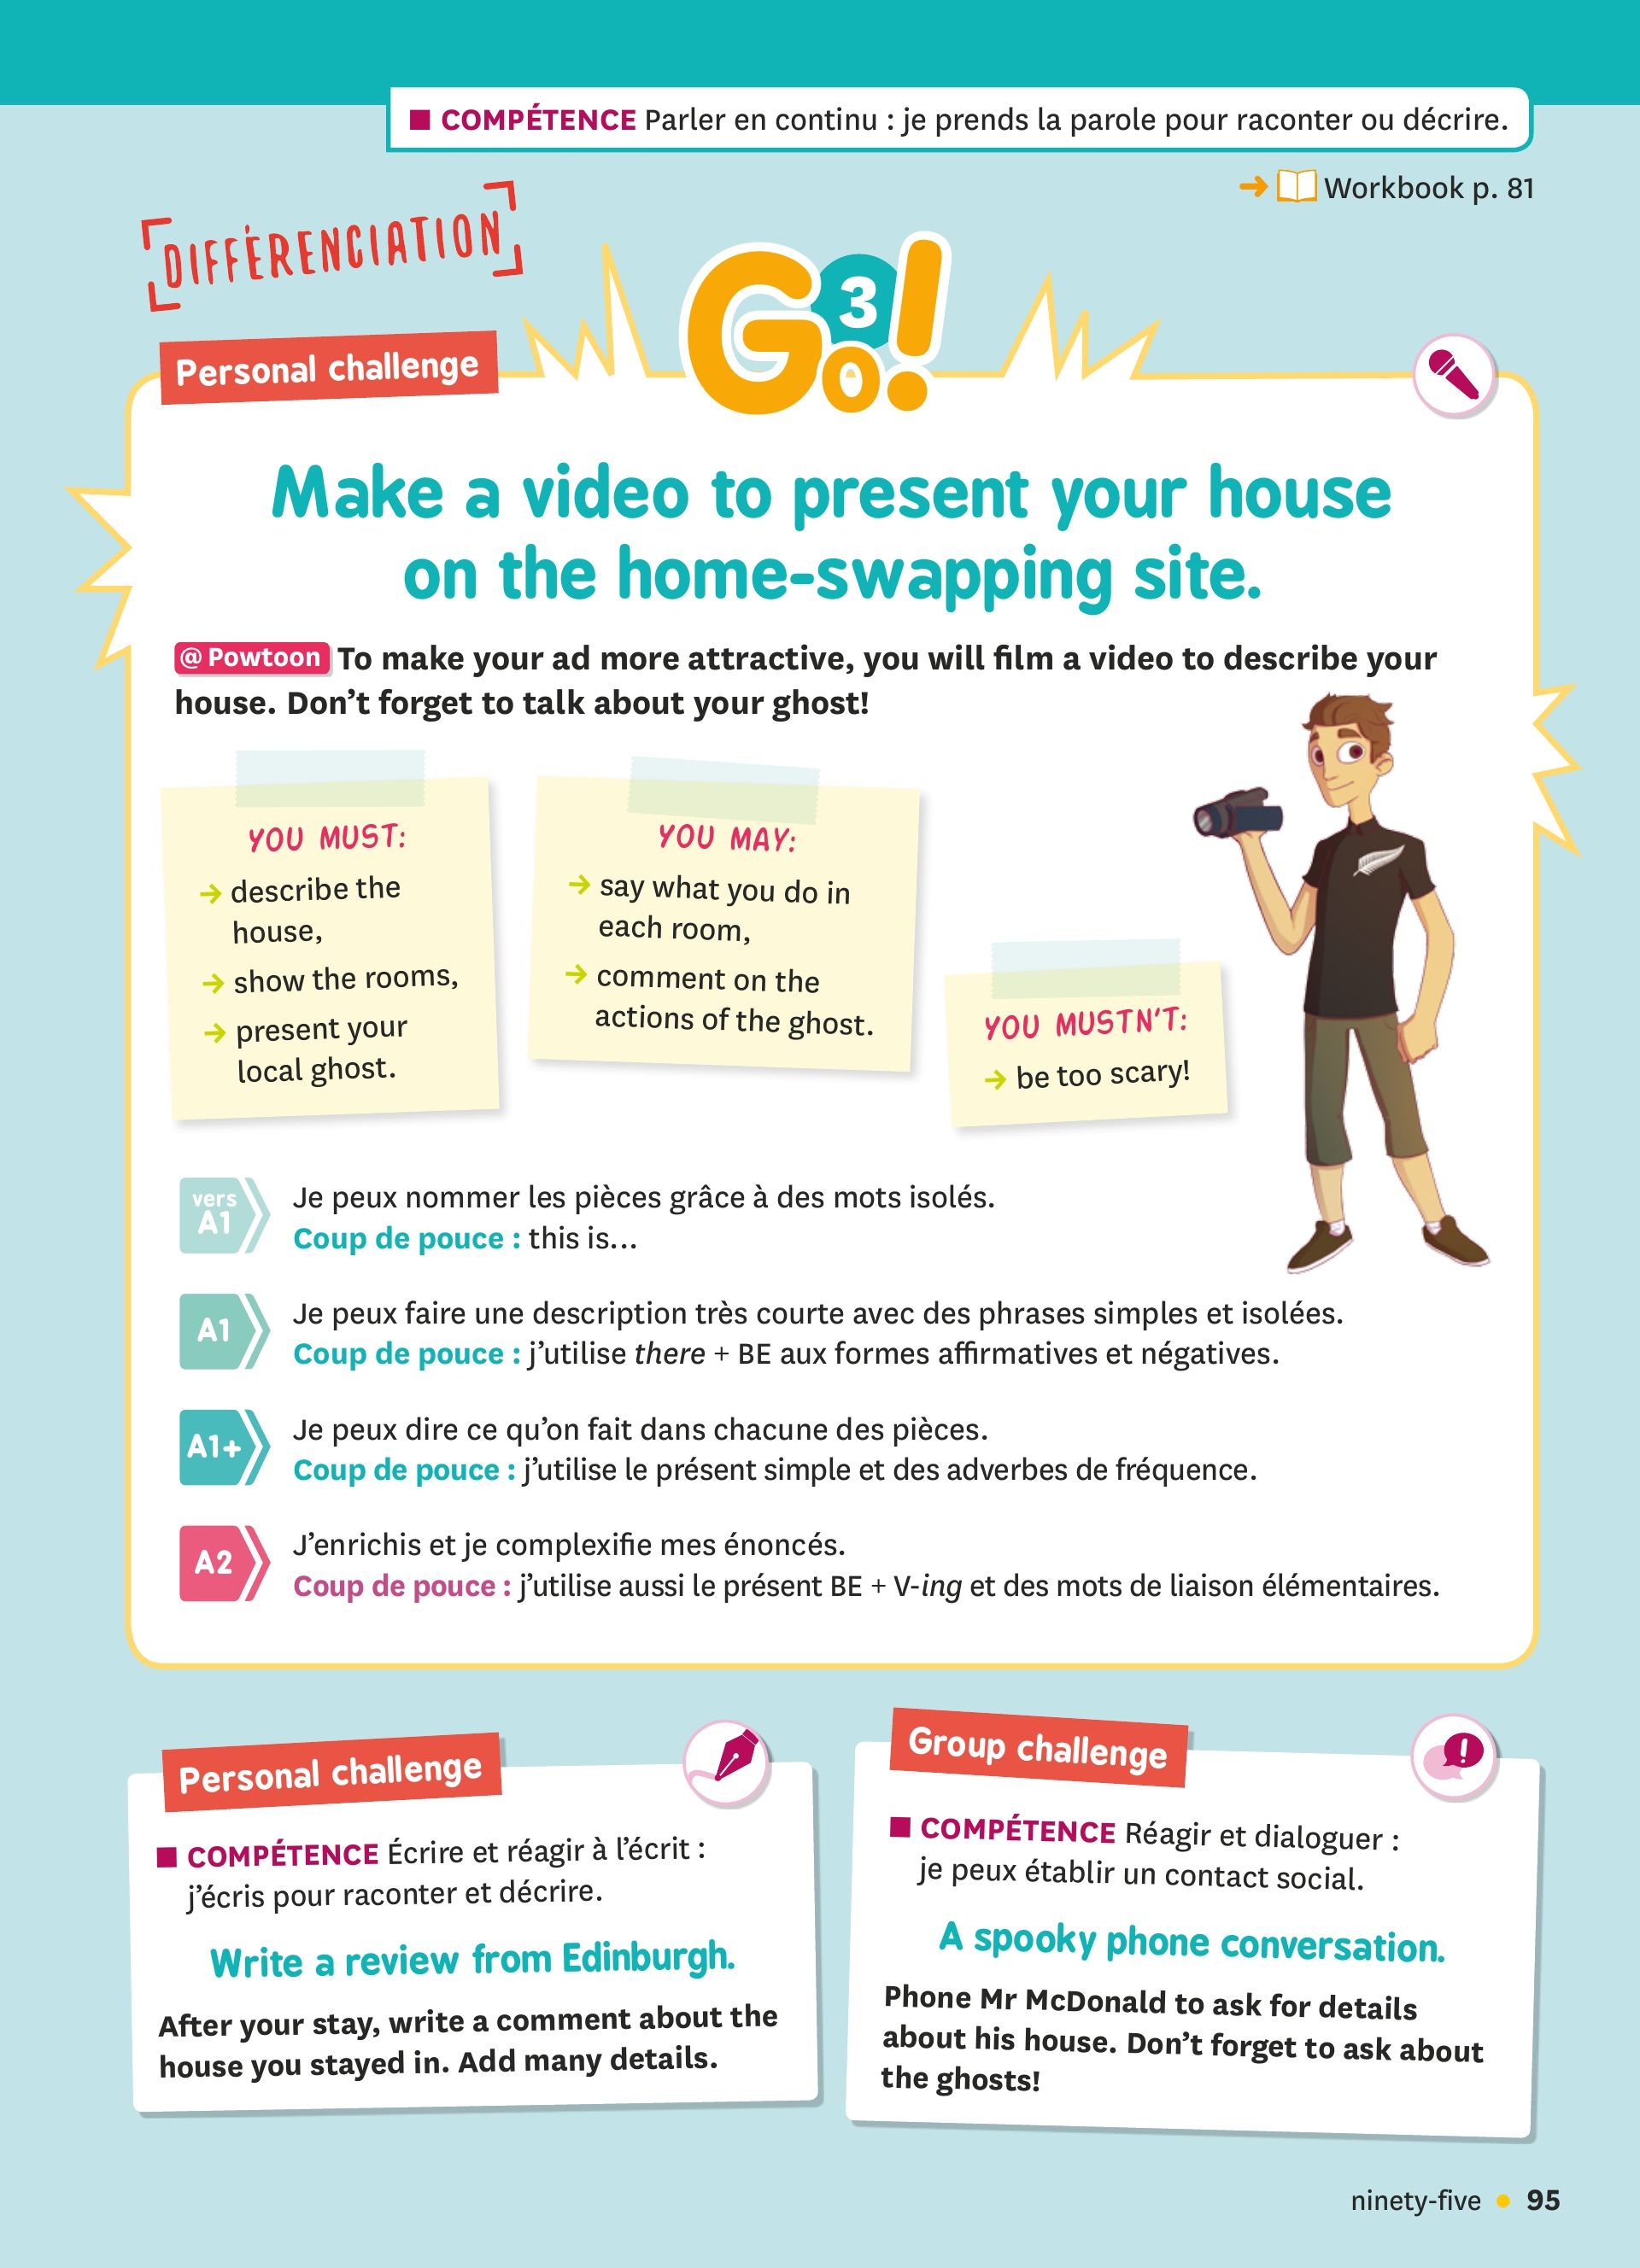 ■ COMPÉTENCE Parler en continu : je prends la parole pour raconter ou décrire.
Workbook p. 81
DIFFÉRENCIATION
Go!
3
Personal challenge
Make a video to present your house
on the home-swapping site.
@ Powtoon To make your ad more attractive, you will film a video to describe your
house. Don't forget to talk about your ghost!
YOU MUST:
→ describe the
house,
→ show the rooms,
→ present your
local ghost.
YOU MAY:
→ say what you do in
each room,
→ comment on the
actions of the ghost.
YOU MUSTN'T:
→ be too scary!
vers
A1
Je peux nommer les pièces grâce à des mots isolés.
Coup de pouce : this is...
A1
Je peux faire une description très courte avec des phrases simples et isolées.
Coup de pouce : j'utilise there + BE aux formes affirmatives et négatives.
A1+
Je peux dire ce qu'on fait dans chacune des pièces.
Coup de pouce : j'utilise le présent simple et des adverbes de fréquence.
A2
J'enrichis et je complexifie mes énoncés.
Coup de pouce : j'utilise aussi le présent BE + V-ing et des mots de liaison élémentaires.
Personal challenge
■ COMPÉTENCE Écrire et réagir à l'écrit :
j'écris pour raconter et décrire.
Write a review from Edinburgh.
After your stay, write a comment about the
house you stayed in. Add many details.
Group challenge
■ COMPÉTENCE Réagir et dialoguer :
je peux établir un contact social.
A spooky phone conversation.
Phone Mr McDonald to ask for details
about his house. Don't forget to ask about
the ghosts!
ninety-five • 95